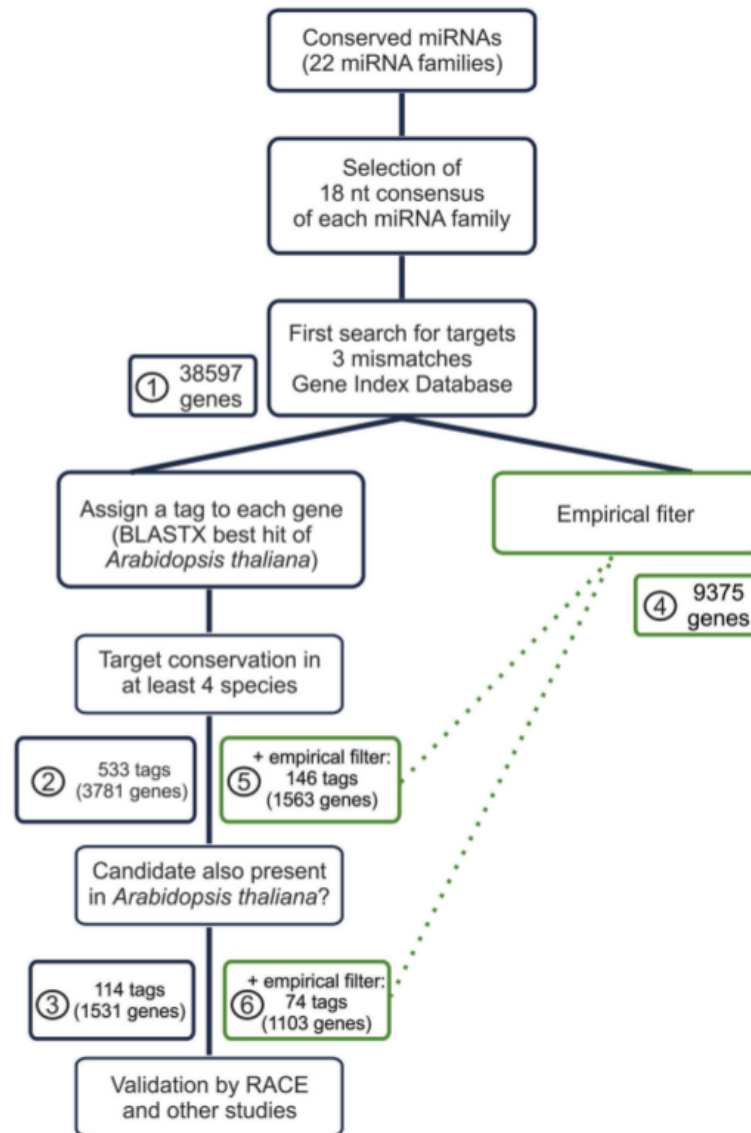 Conserved miRNAs
(22 miRNA families)
Selection of
18 nt consensus
of each miRNA family
First search for targets
3 mismatches
Gene Index Database
1 38597
genes
Assign a tag to each gene
(BLASTX best hit of
Arabidopsis thaliana)
Empirical fiter
4 9375
genes
Target conservation in
at least 4 species
2 533 tags
(3781 genes)
5 + empirical filter:
146 tags
(1563 genes)
Candidate also present
in Arabidopsis thaliana?
3 114 tags
(1531 genes)
6 + empirical filter:
74 tags
(1103 genes)
Validation by RACE
and other studies